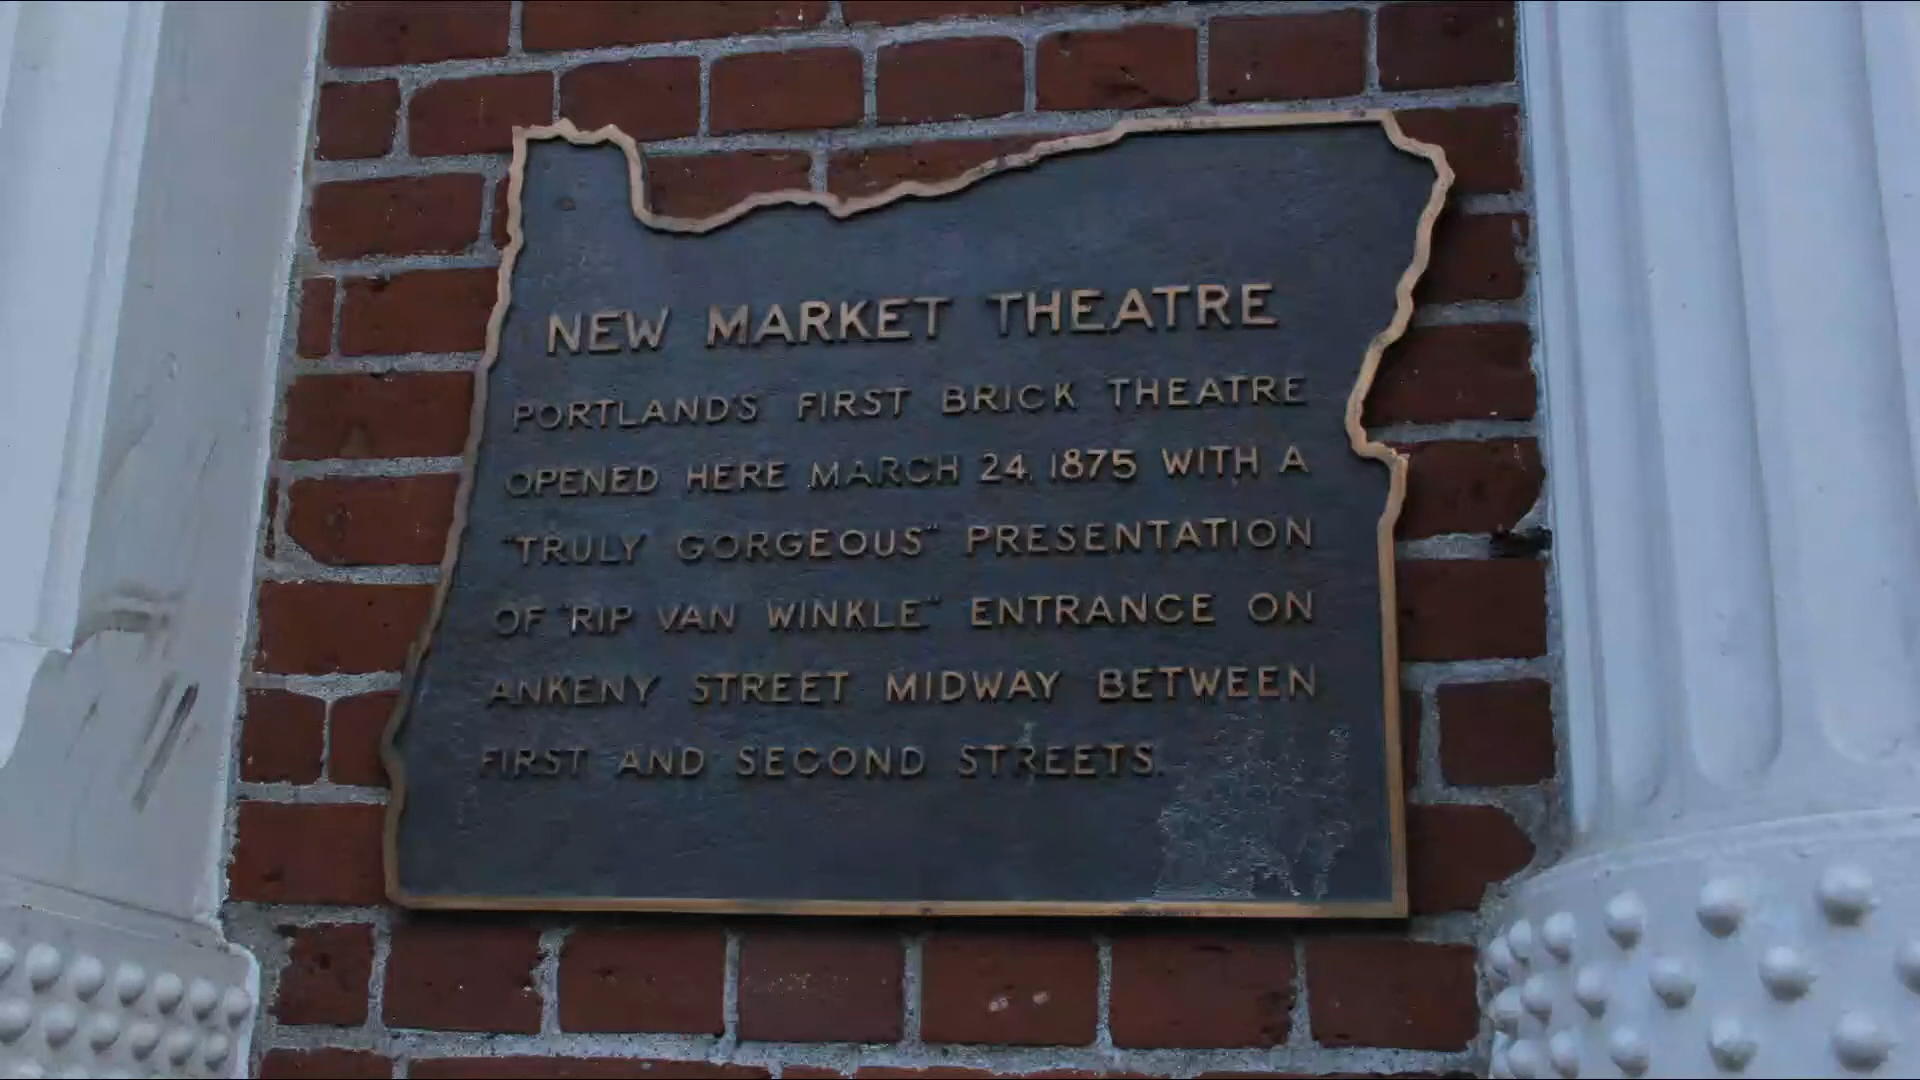 NEW MARKET THEATRE
PORTLAND'S FIRST BRICK THEATRE
OPENED HERE MARCH 24, 1875 WITH A
"TRULY GORGEOUS" PRESENTATION
OF "RIP VAN WINKLE" ENTRANCE ON
ANKENY STREET MIDWAY BETWEEN
FIRST AND SECOND STREETS.